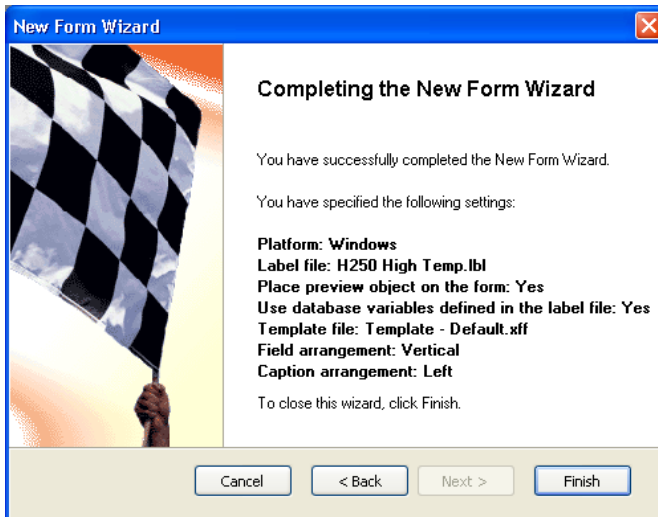 New Form Wizard
Completing the New Form Wizard
You have successfully completed the New Form Wizard.
You have specified the following settings:
Platform: Windows
Label file: H250 High Temp.lbl
Place preview object on the form: Yes
Use database variables defined in the label file: Yes
Template file: Template - Default.xff
Field arrangement: Vertical
Caption arrangement: Left
To close this wizard, click Finish.
Cancel
< Back
Next >
Finish